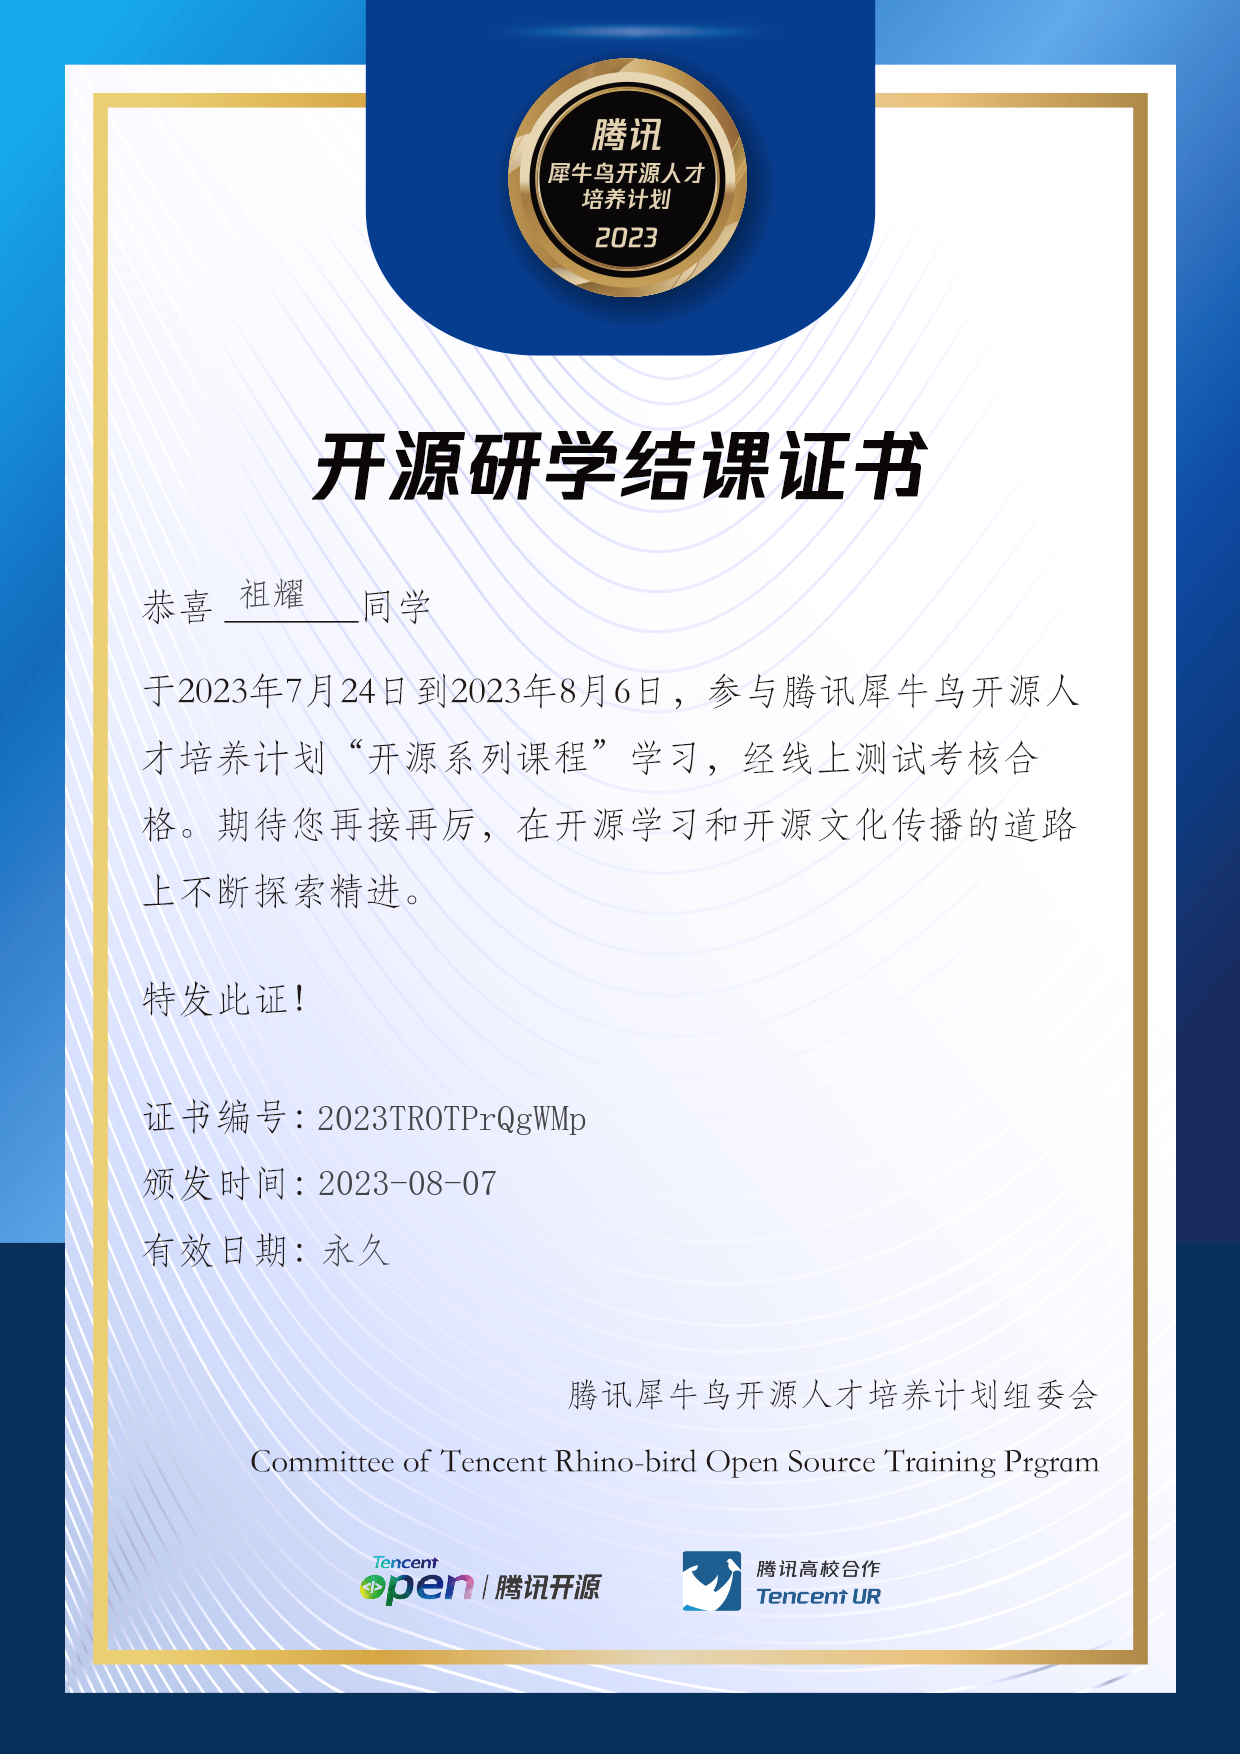 腾讯
犀牛鸟开源人才
培养计划
2023
开源研学结课证书
恭喜 祖耀 同学
于2023年7月24日到2023年8月6日，参与腾讯犀牛鸟开源人
才培养计划“开源系列课程”学习，经线上测试考核合
格。期待您再接再厉，在开源学习和开源文化传播的道路
上不断探索精进。
特发此证！
证书编号：2023TROTPrQgWMp
颁发时间：2023-08-07
有效日期：永久
腾讯犀牛鸟开源人才培养计划组委会
Committee of Tencent Rhino-bird Open Source Training Prgram
Tencent
open | 腾讯开源
腾讯高校合作
Tencent UR